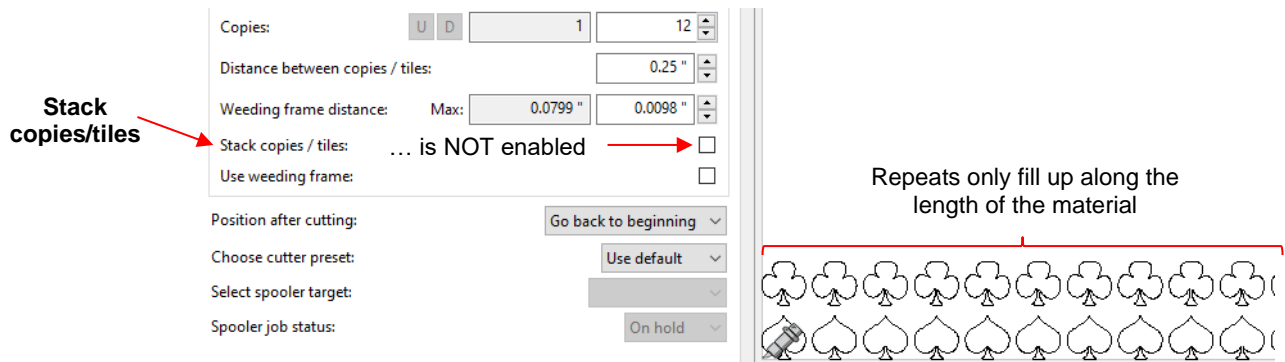 Copies: U D 1 12
Distance between copies / tiles: 0.25 "
Weeding frame distance: Max: 0.0799 " 0.0098 "
Stack
copies/tiles
Stack copies / tiles: … is NOT enabled
Use weeding frame:
Position after cutting: Go back to beginning
Choose cutter preset: Use default
Select spooler target:
Spooler job status: On hold
Repeats only fill up along the
length of the material